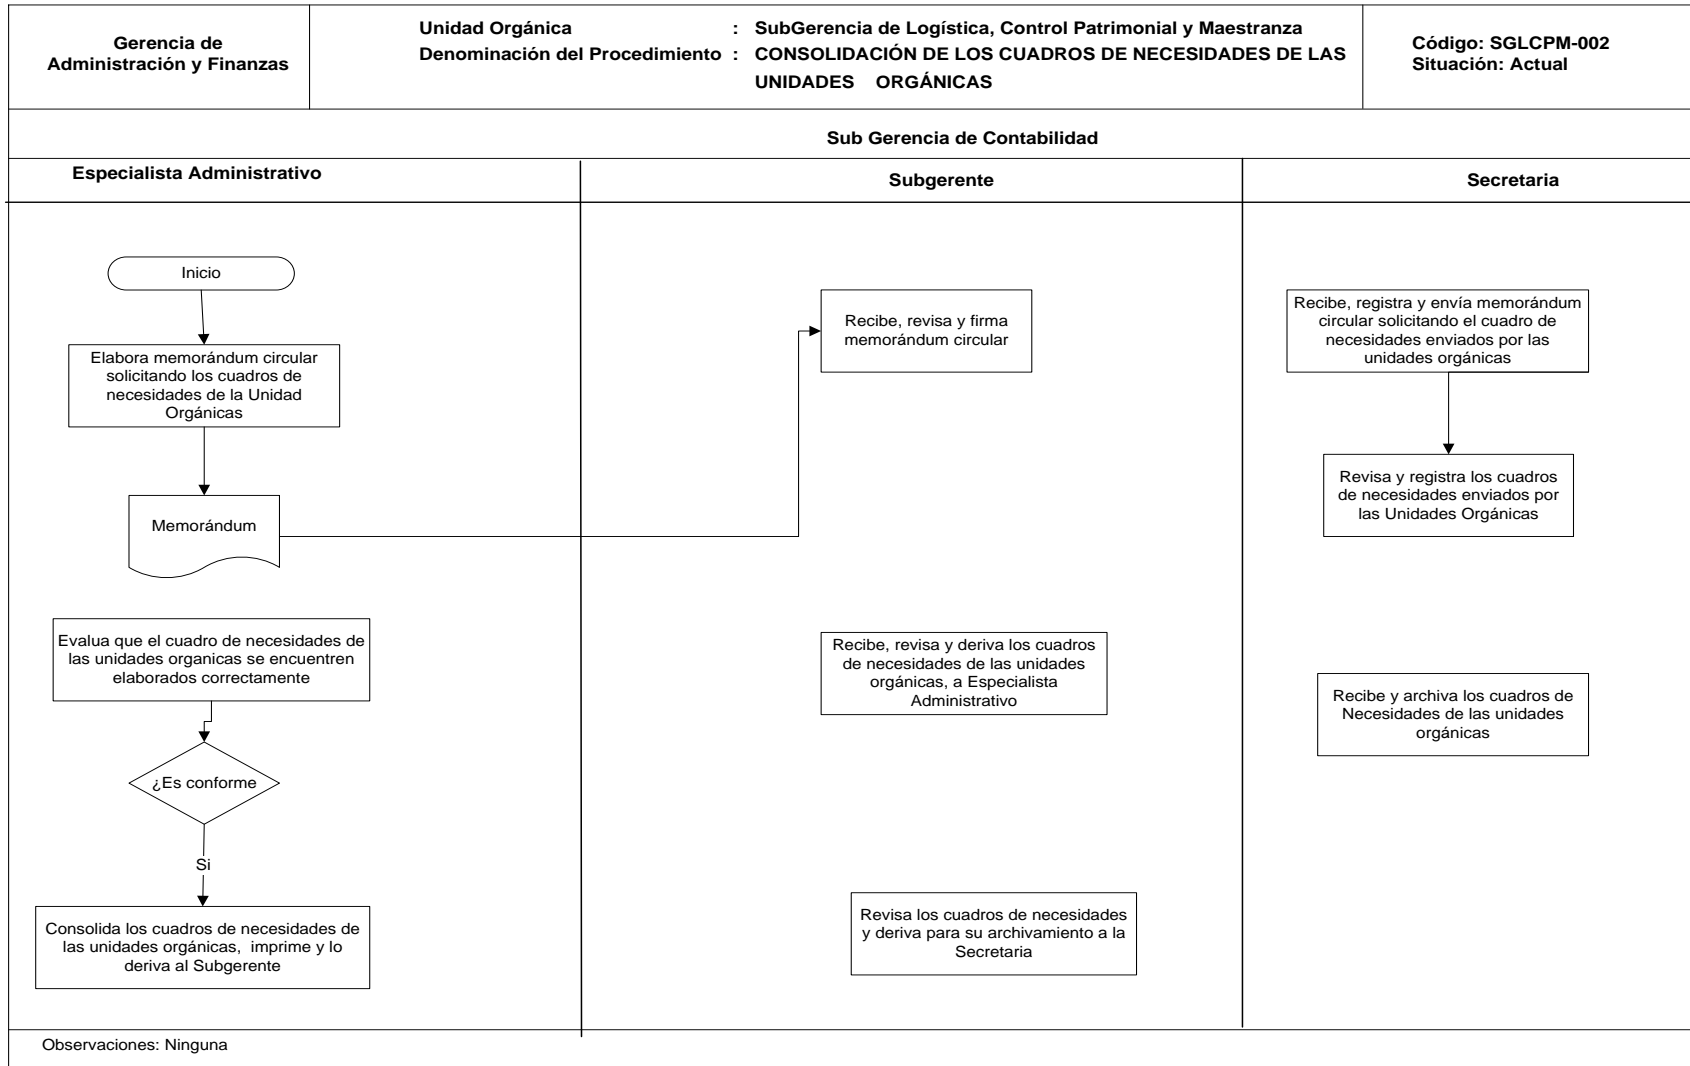 Gerencia de
Administración y Finanzas
Unidad Orgánica : SubGerencia de Logística, Control Patrimonial y Maestranza
Denominación del Procedimiento : CONSOLIDACIÓN DE LOS CUADROS DE NECESIDADES DE LAS
UNIDADES ORGÁNICAS
Código: SGLCPM-002
Situación: Actual
Sub Gerencia de Contabilidad
Especialista Administrativo
Subgerente
Secretaria
Inicio
Elabora memorándum circular
solicitando los cuadros de
necesidades de la Unidad
Orgánicas
Memorándum
Evalua que el cuadro de necesidades de
las unidades organicas se encuentren
elaborados correctamente
¿Es conforme
Si
Consolida los cuadros de necesidades de
las unidades orgánicas, imprime y lo
deriva al Subgerente
Recibe, revisa y firma
memorándum circular
Recibe, revisa y deriva los cuadros
de necesidades de las unidades
orgánicas, a Especialista
Administrativo
Revisa los cuadros de necesidades
y deriva para su archivamiento a la
Secretaria
Recibe, registra y envía memorándum
circular solicitando el cuadro de
necesidades enviados por las
unidades orgánicas
Revisa y registra los cuadros
de necesidades enviados por
las Unidades Orgánicas
Recibe y archiva los cuadros de
Necesidades de las unidades
orgánicas
Observaciones: Ninguna